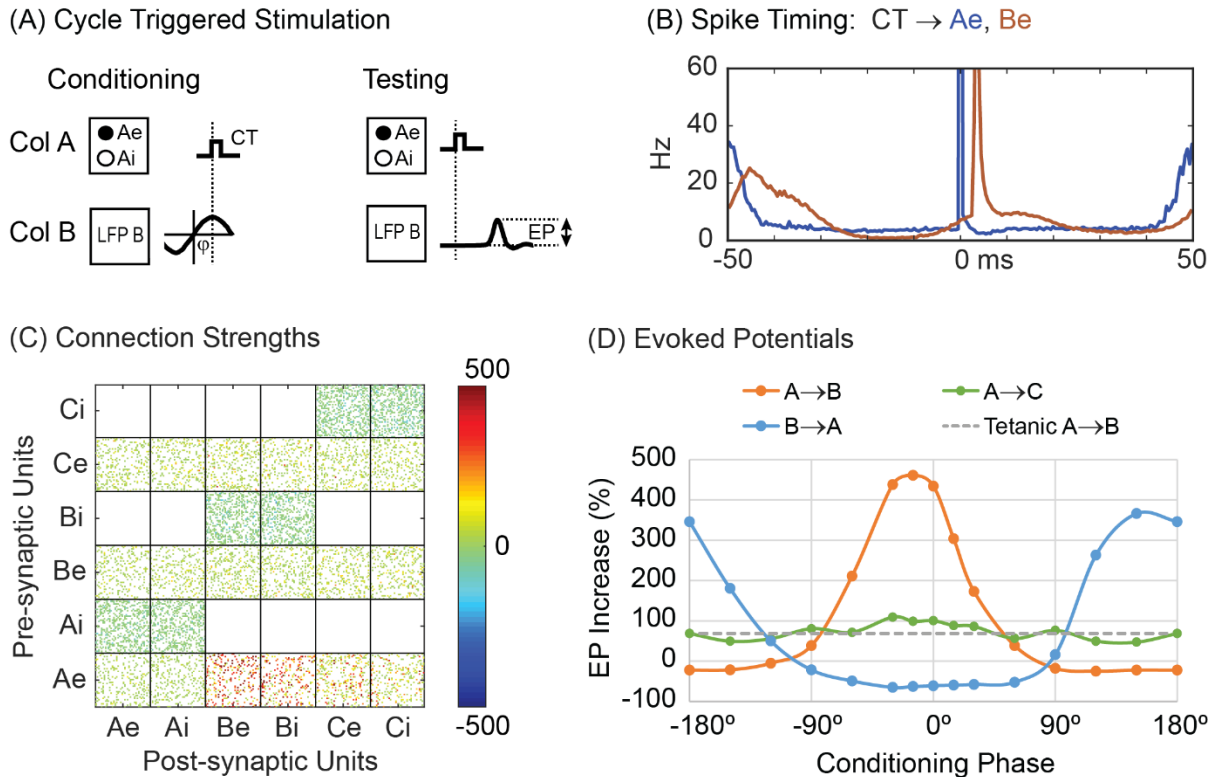 (A) Cycle Triggered Stimulation
Conditioning
Testing
Col A
Ae
Ai
CT
Ae
Ai
Col B
LFP B
φ
LFP B
EP
(B) Spike Timing: CT → Ae, Be
60
40
20
0
Hz
-50
0 ms
50
(C) Connection Strengths
Pre-synaptic Units
Ci
Ce
Bi
Be
Ai
Ae
Ae Ai Be Bi Ce Ci
Post-synaptic Units
500
0
-500
(D) Evoked Potentials
A→B
A→C
B→A
Tetanic A→B
EP Increase (%)
500
400
300
200
100
0
-100
-180º -90º 0º 90º 180º
Conditioning Phase